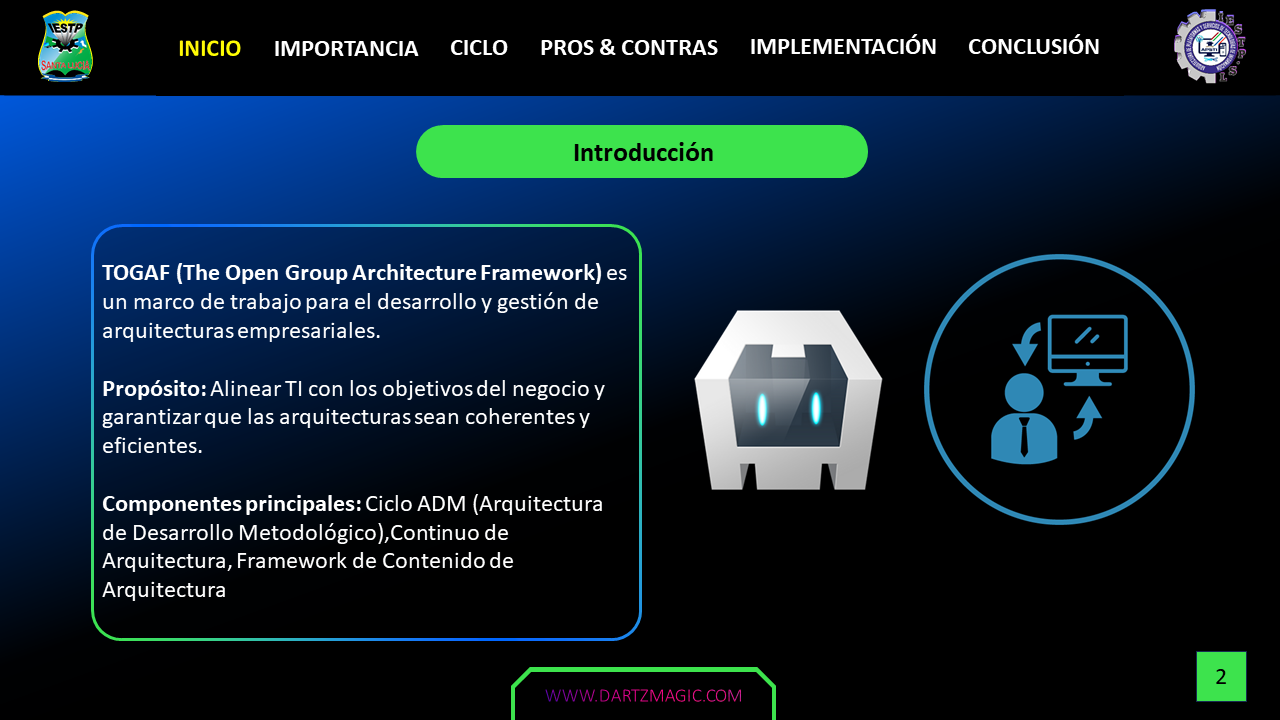 IESTP
SANTA LUCIA
INICIO
IMPORTANCIA
CICLO
PROS & CONTRAS
IMPLEMENTACIÓN
CONCLUSIÓN
APSTI
Introducción
TOGAF (The Open Group Architecture Framework) es
un marco de trabajo para el desarrollo y gestión de
arquitecturas empresariales.
Propósito: Alinear TI con los objetivos del negocio y
garantizar que las arquitecturas sean coherentes y
eficientes.
Componentes principales: Ciclo ADM (Arquitectura
de Desarrollo Metodológico),Continuo de
Arquitectura, Framework de Contenido de
Arquitectura
WWW.DARTZMAGIC.COM
2